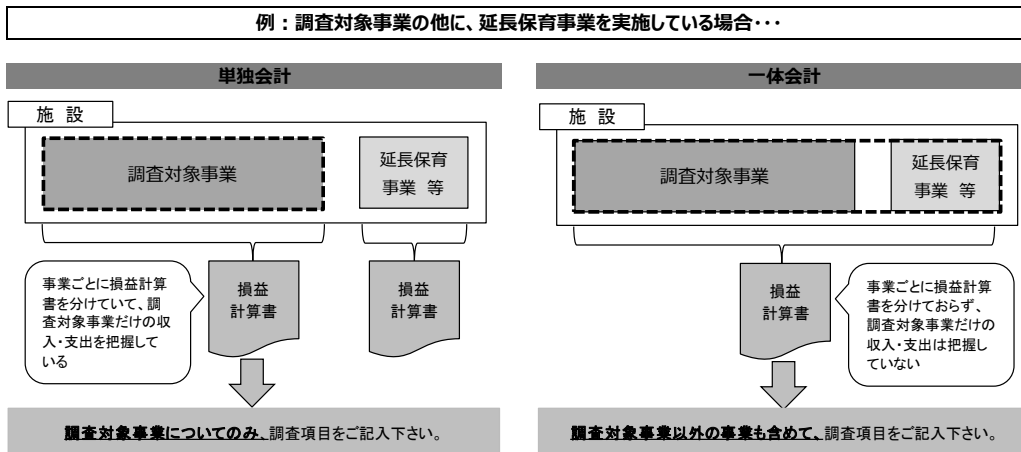 例：調査対象事業の他に、延長保育事業を実施している場合･･･
単独会計
施 設
調査対象事業
延長保育
事業 等
事業ごとに損益計算
書を分けていて、調
査対象事業だけの収
入・支出を把握して
いる
損益
計算書
損益
計算書
調査対象事業についてのみ、調査項目をご記入下さい。
一体会計
施 設
調査対象事業
延長保育
事業 等
損益
計算書
事業ごとに損益計算
書を分けておらず、
調査対象事業だけの
収入・支出は把握し
ていない
調査対象事業以外の事業も含めて、調査項目をご記入下さい。